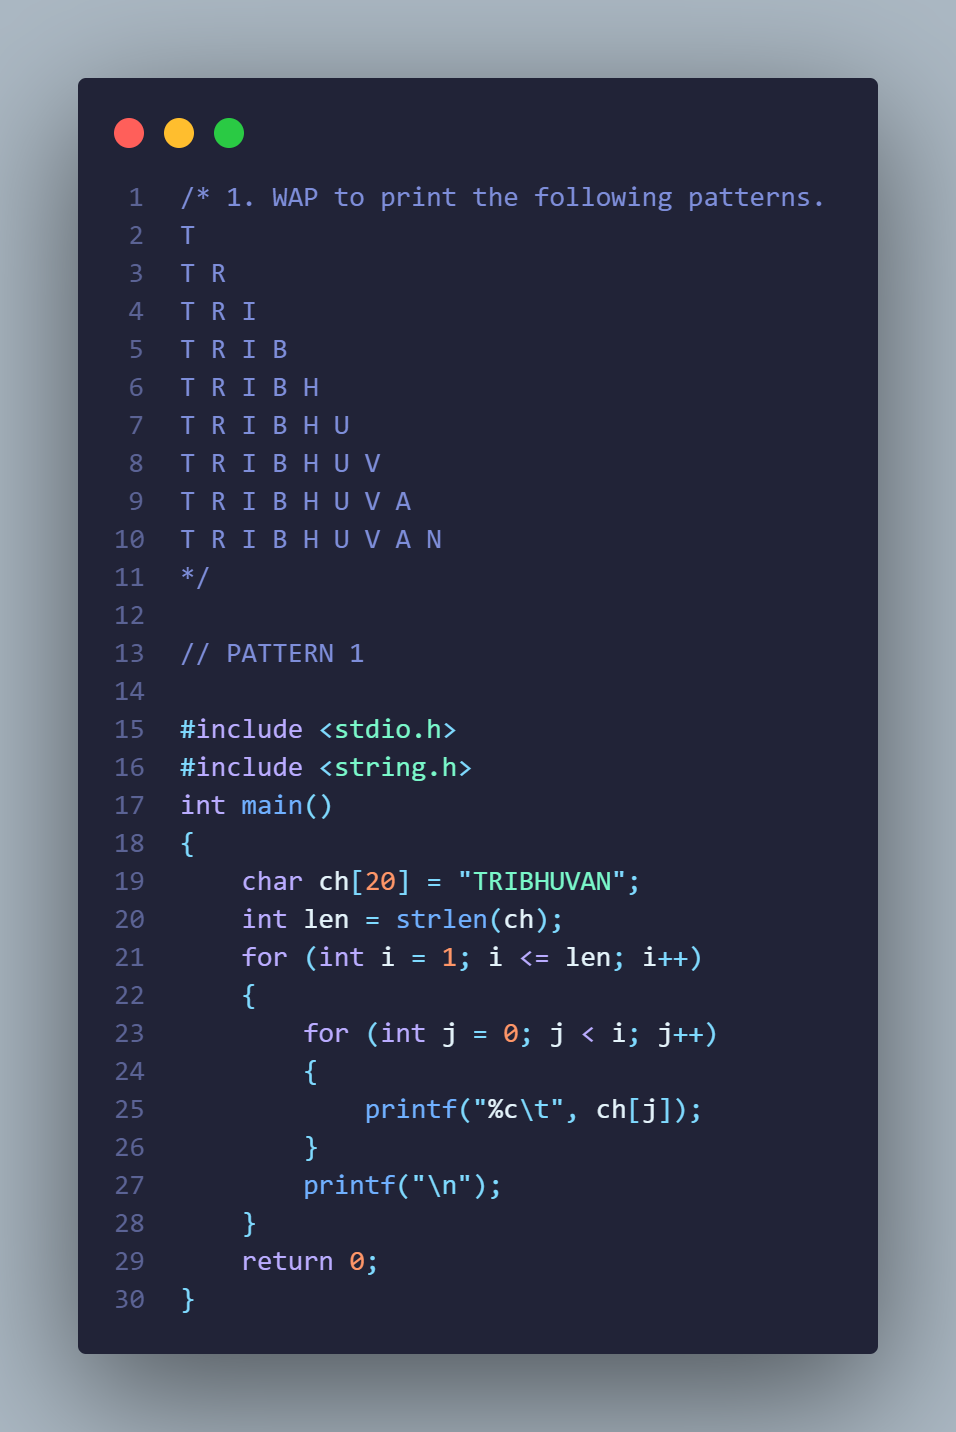 1 /* 1. WAP to print the following patterns.
2 T
3 T R
4 T R I
5 T R I B
6 T R I B H
7 T R I B H U
8 T R I B H U V
9 T R I B H U V A
10 T R I B H U V A N
11 */
12
13 // PATTERN 1
14
15 #include <stdio.h>
16 #include <string.h>
17 int main()
18 {
19     char ch[20] = "TRIBHUVAN";
20     int len = strlen(ch);
21     for (int i = 1; i <= len; i++)
22     {
23         for (int j = 0; j < i; j++)
24         {
25             printf("%c\t", ch[j]);
26         }
27         printf("\n");
28     }
29     return 0;
30 }